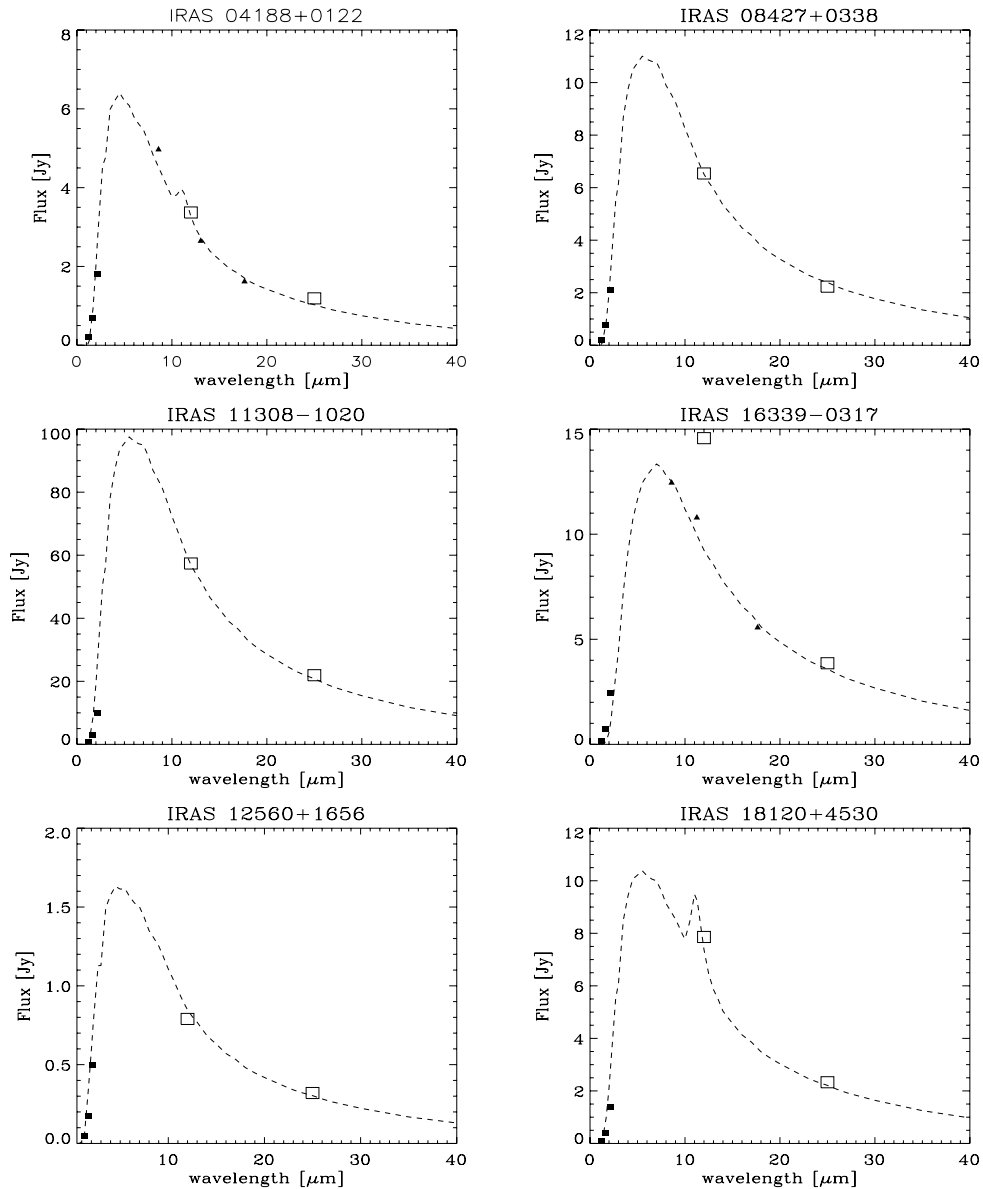 IRAS 04188+0122
8
6
4
2
0
Flux [Jy]
0 10 20 30 40
wavelength [μm]
IRAS 08427+0338
12
10
8
6
4
2
0
Flux [Jy]
0 10 20 30 40
wavelength [μm]
IRAS 11308−1020
100
80
60
40
20
0
Flux [Jy]
0 10 20 30 40
wavelength [μm]
IRAS 16339−0317
15
10
5
0
Flux [Jy]
0 10 20 30 40
wavelength [μm]
IRAS 12560+1656
2.0
1.5
1.0
0.5
0.0
Flux [Jy]
10 20 30 40
wavelength [μm]
IRAS 18120+4530
12
10
8
6
4
2
0
Flux [Jy]
0 10 20 30 40
wavelength [μm]